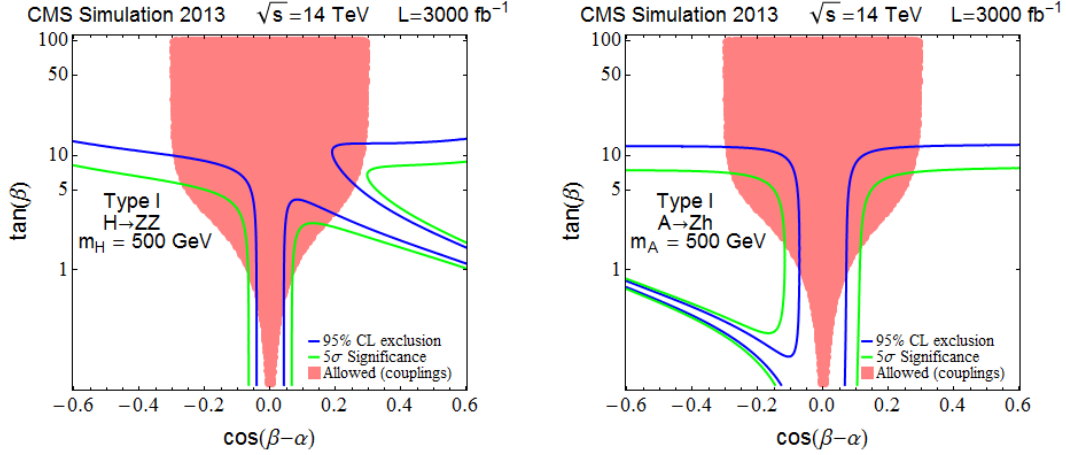 CMS Simulation 2013 √s =14 TeV L=3000 fb⁻¹
100
50
10
5
1
tan(β)
Type I
H→ZZ
m_H = 500 GeV
95% CL exclusion
5σ Significance
Allowed (couplings)
−0.6 −0.4 −0.2 0.0 0.2 0.4 0.6
cos(β−α)
CMS Simulation 2013 √s =14 TeV L=3000 fb⁻¹
100
50
10
5
1
tan(β)
Type I
A→Zh
m_A = 500 GeV
95% CL exclusion
5σ Significance
Allowed (couplings)
−0.6 −0.4 −0.2 0.0 0.2 0.4 0.6
cos(β−α)